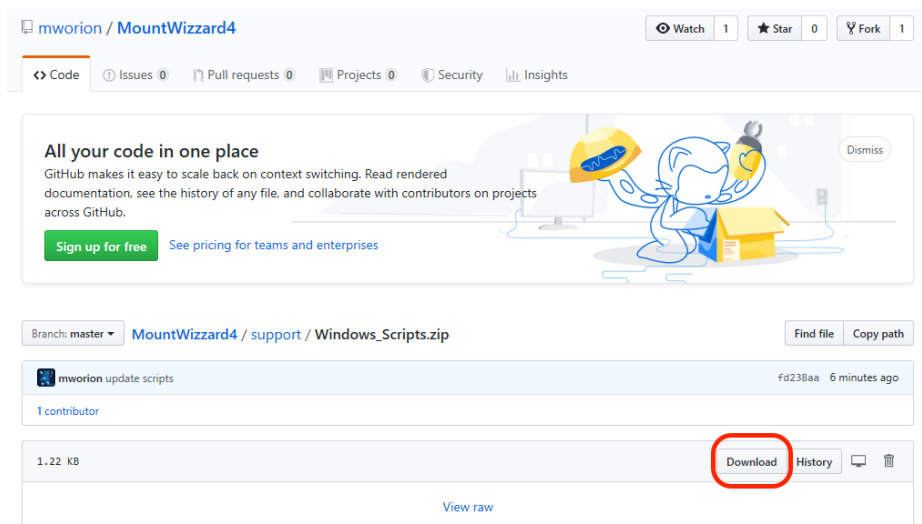 mworion / MountWizzard4
Watch 1 Star 0 Fork 1
Code Issues 0 Pull requests 0 Projects 0 Security Insights
All your code in one place
Dismiss
GitHub makes it easy to scale back on context switching. Read rendered
documentation, see the history of any file, and collaborate with contributors on projects
across GitHub.
Sign up for free See pricing for teams and enterprises
Branch: master MountWizzard4 / support / Windows_Scripts.zip Find file Copy path
mworion update scripts fd238aa 6 minutes ago
1 contributor
1.22 KB Download History
View raw